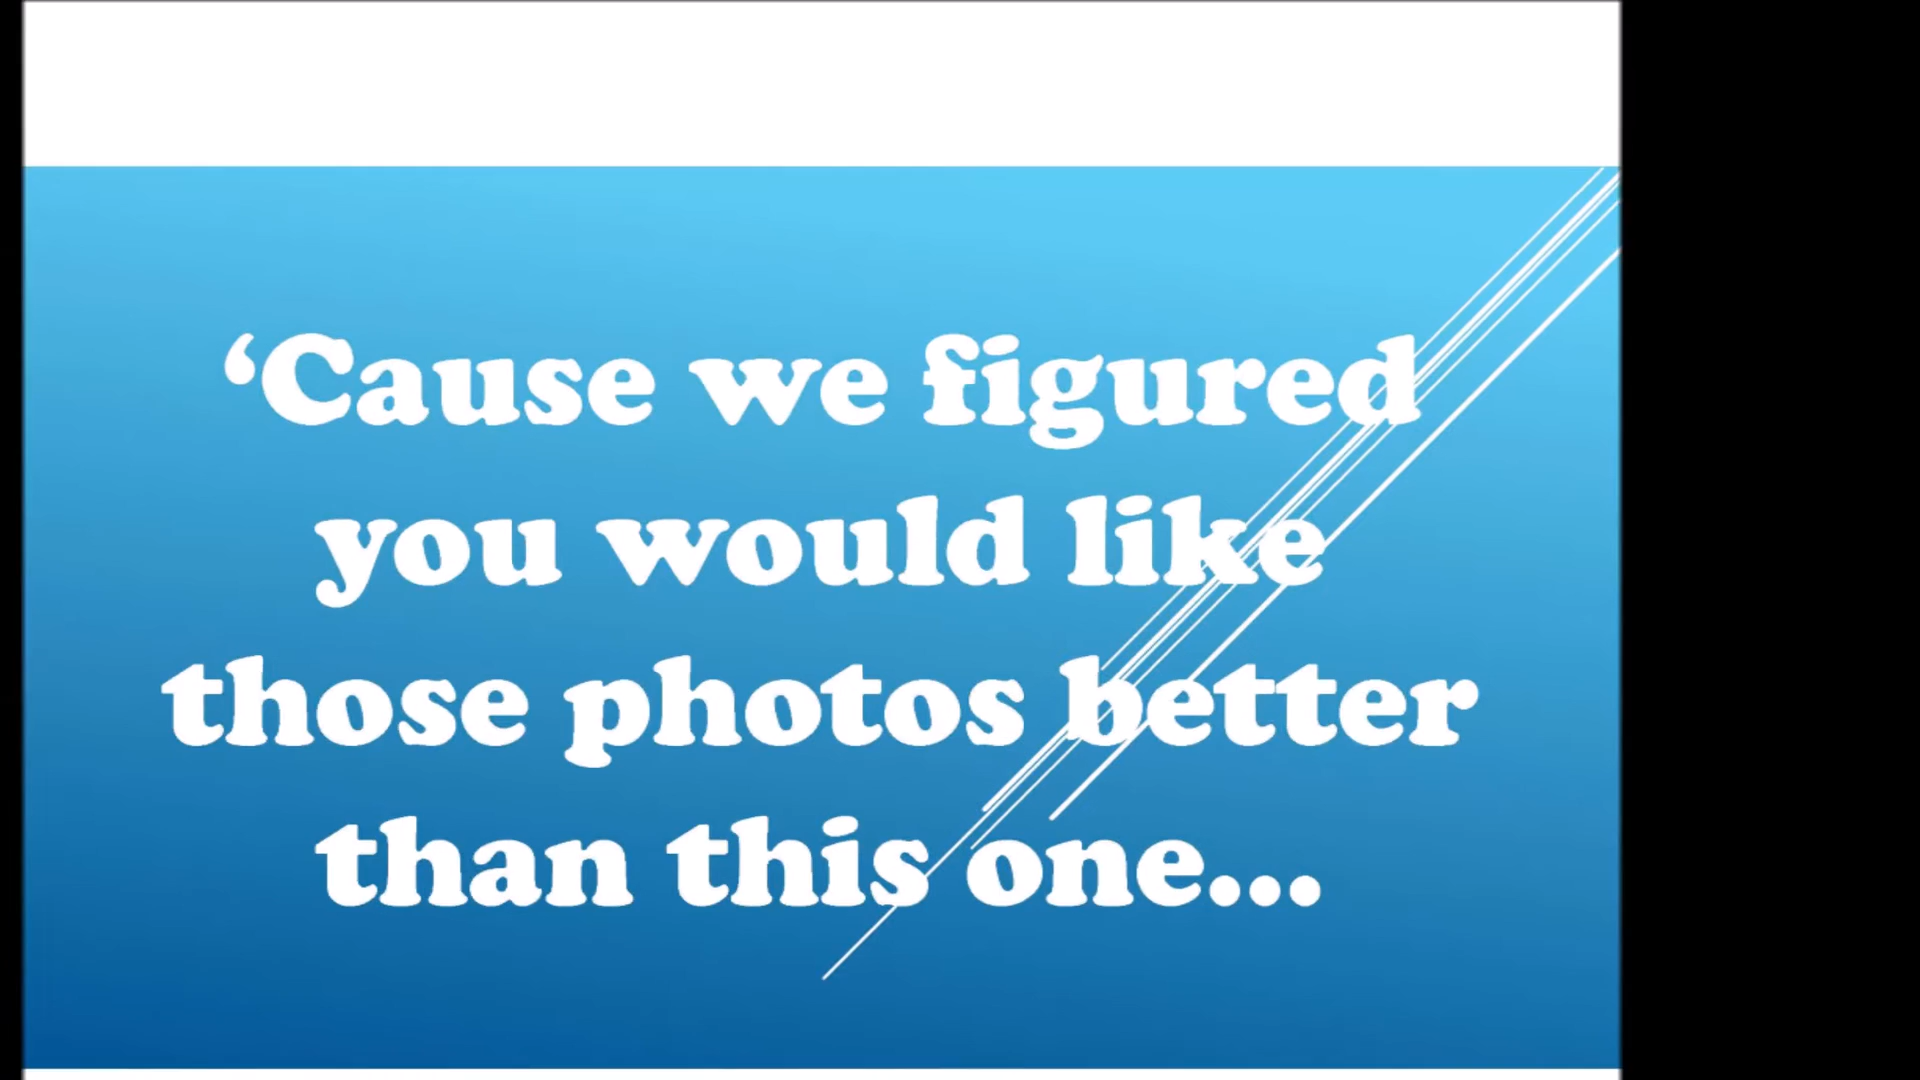 ‘Cause we figured
you would like
those photos better
than this one...